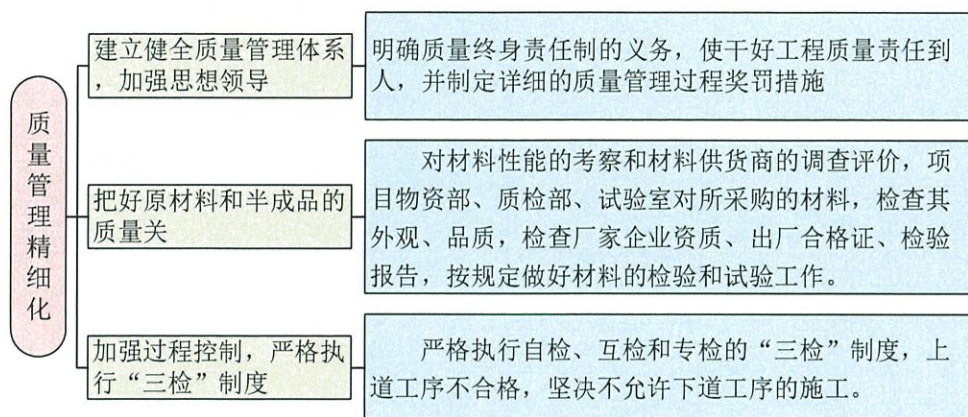 质量管理精细化
建立健全质量管理体系
，加强思想领导
明确质量终身责任制的义务，使干好工程质量责任到
人，并制定详细的质量管理过程奖罚措施
把好原材料和半成品的
质量关
对材料性能的考察和材料供货商的调查评价，项
目物资部、质检部、试验室对所采购的材料，检查其
外观、品质，检查厂家企业资质、出厂合格证、检验
报告，按规定做好材料的检验和试验工作。
加强过程控制，严格执
行“三检”制度
严格执行自检、互检和专检的“三检”制度，上
道工序不合格，坚决不允许下道工序的施工。